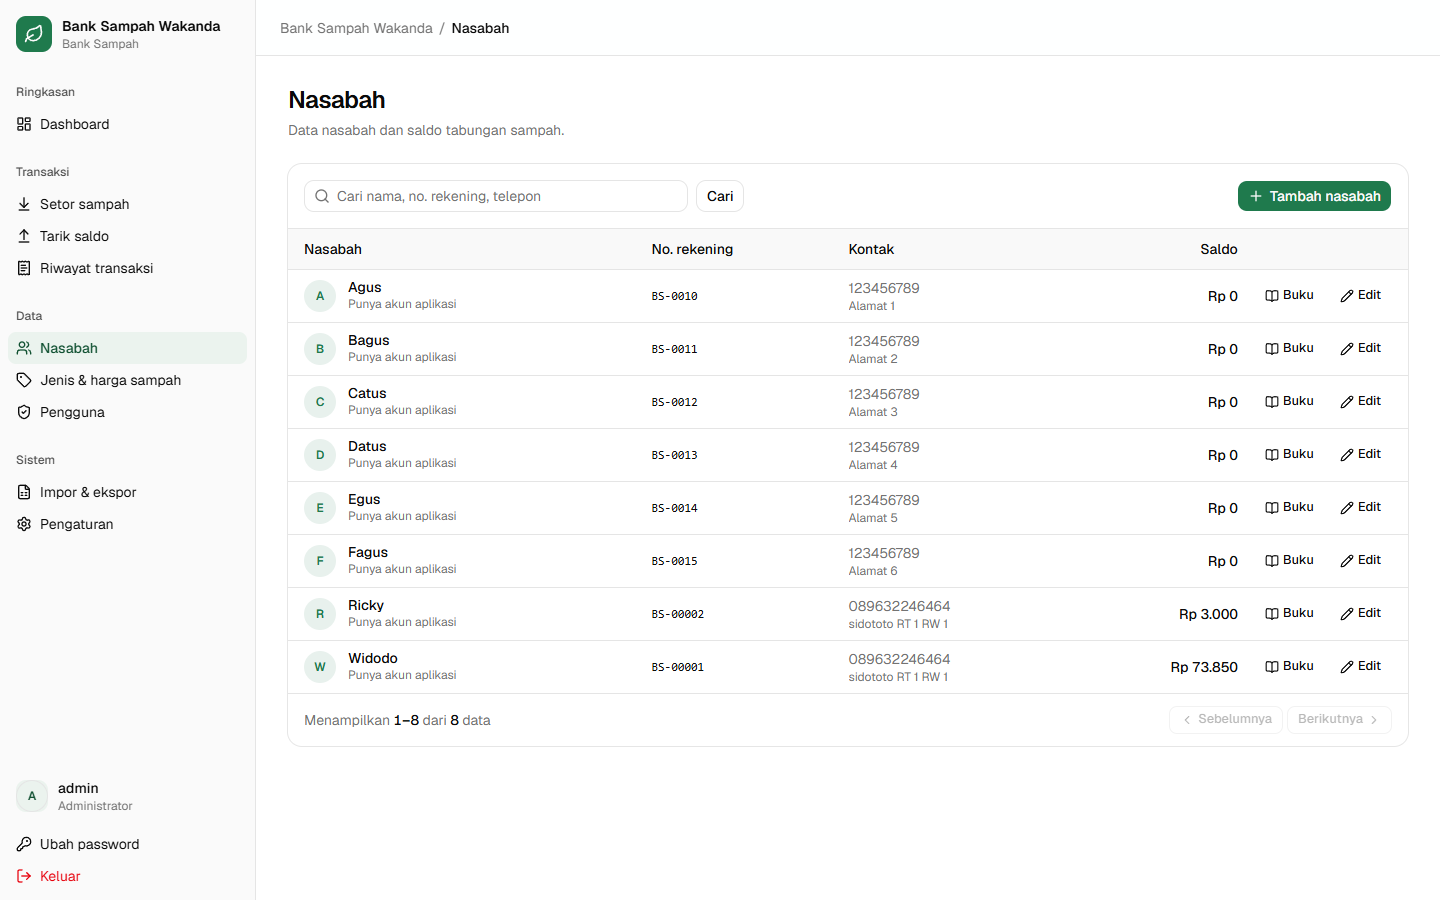 Bank Sampah Wakanda
Bank Sampah
Ringkasan
Dashboard
Transaksi
Setor sampah
Tarik saldo
Riwayat transaksi
Data
Nasabah
Jenis & harga sampah
Pengguna
Sistem
Impor & ekspor
Pengaturan
A admin
Administrator
Ubah password
Keluar
Bank Sampah Wakanda / Nasabah
Nasabah
Data nasabah dan saldo tabungan sampah.
Cari nama, no. rekening, telepon Cari + Tambah nasabah
Nasabah No. rekening Kontak Saldo
A Agus BS-0010 123456789 Rp 0 Buku Edit
Punya akun aplikasi Alamat 1
B Bagus BS-0011 123456789 Rp 0 Buku Edit
Punya akun aplikasi Alamat 2
C Catus BS-0012 123456789 Rp 0 Buku Edit
Punya akun aplikasi Alamat 3
D Datus BS-0013 123456789 Rp 0 Buku Edit
Punya akun aplikasi Alamat 4
E Egus BS-0014 123456789 Rp 0 Buku Edit
Punya akun aplikasi Alamat 5
F Fagus BS-0015 123456789 Rp 0 Buku Edit
Punya akun aplikasi Alamat 6
R Ricky BS-00002 089632246464 Rp 3.000 Buku Edit
Punya akun aplikasi sidototo RT 1 RW 1
W Widodo BS-00001 089632246464 Rp 73.850 Buku Edit
Punya akun aplikasi sidototo RT 1 RW 1
Menampilkan 1–8 dari 8 data Sebelumnya Berikutnya